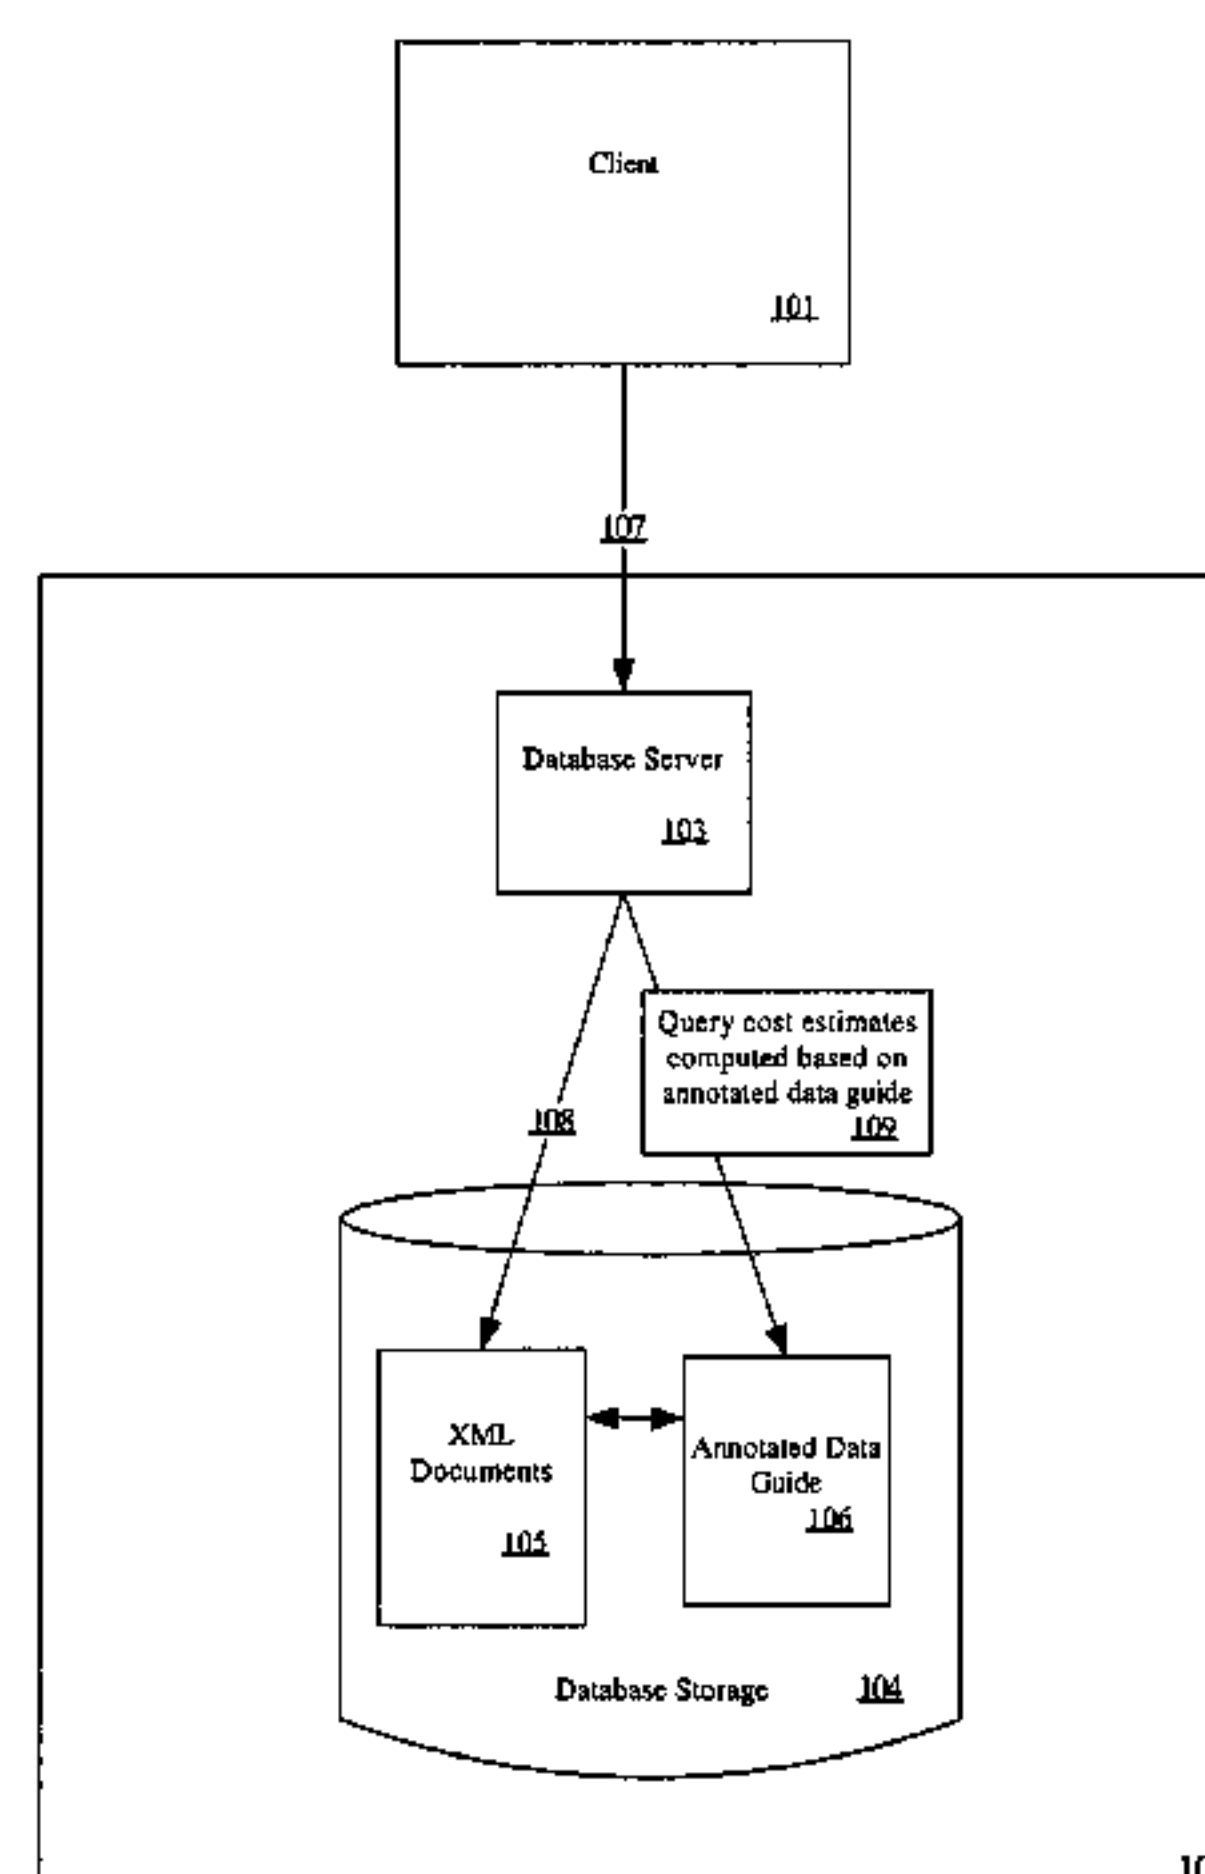 Client
101
107
Database Server
103
Query cost estimates
computed based on
annotated data guide
109
108
XML
Documents
105
Annotated Data
Guide
106
Database Storage
104